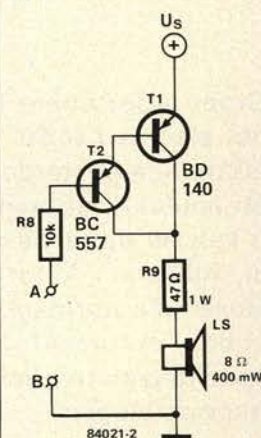 Us
+
T1
T2
BD
140
R8
10k
BC
557
A
R9
47 Ω
1 W
LS
8 Ω
400 mW
B
84021-2